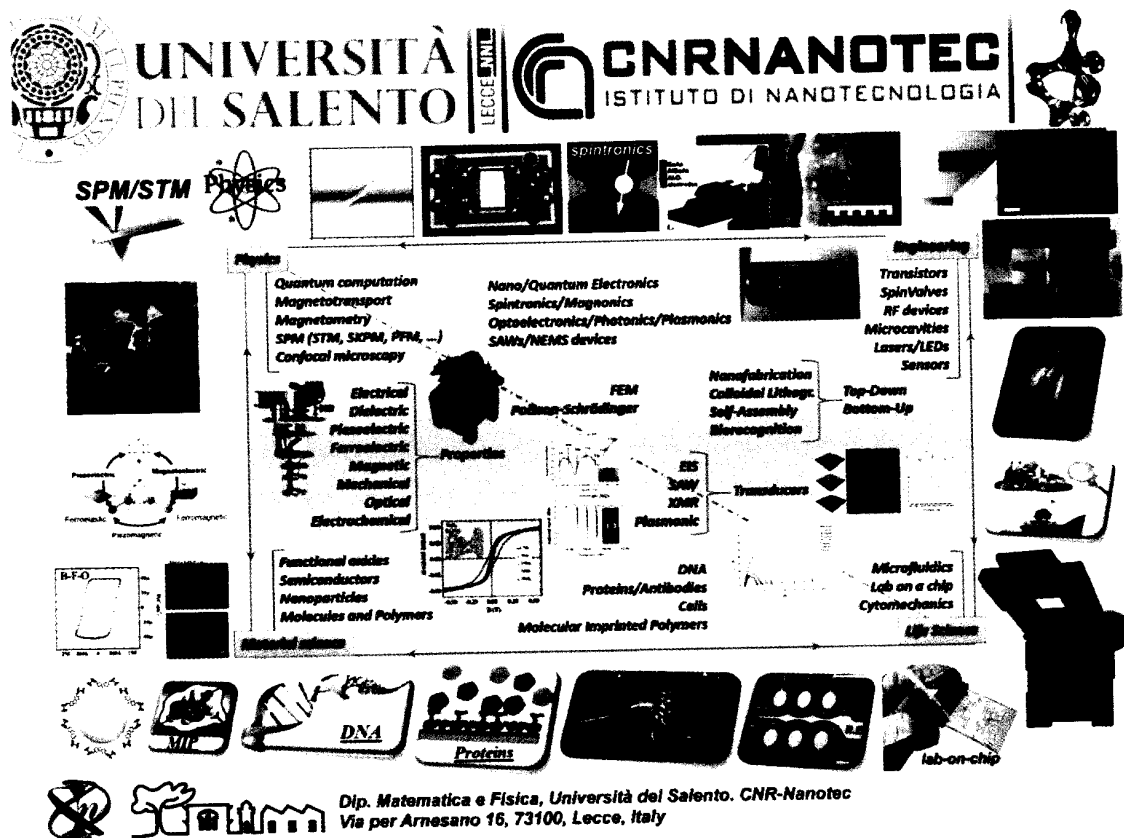 UNIVERSITÀ
DEL SALENTO
LECCE NNL
CNRNANOTEC
ISTITUTO DI NANOTECNOLOGIA
SPM/STM
Physics
spintronics
Physics
Engineering
Quantum computation
Magnetotransport
Magnetometry
SPM (STM, SKPM, PFM, ...)
Confocal microscopy
Nano/Quantum Electronics
Spintronics/Magnonics
Optoelectronics/Photonics/Plasmonics
SAWs/NEMS devices
Transistors
SpinValves
RF devices
Microcavities
Lasers/LEDs
Sensors
Electrical
Dielectric
Piezoelectric
Ferroelectric
Magnetic
Mechanical
Optical
Electrochemical
Properties
FEM
Poisson-Schrödinger
Nanofabrication
Colloidal Lithogr.
Self-Assembly
Biorecognition
Top-Down
Bottom-Up
EIS
SAW
XMR
Plasmonic
Transducers
Ferroelastic
Ferromagnetic
Piezomagnetic
B-F-O
Functional oxides
Semiconductors
Nanoparticles
Molecules and Polymers
DNA
Proteins/Antibodies
Cells
Molecular Imprinted Polymers
Microfluidics
Lab on a chip
Cytomechanics
Material science
Life Science
MIP
DNA
Proteins
lab-on-chip
Dip. Matematica e Fisica, Università del Salento. CNR-Nanotec
Via per Arnesano 16, 73100, Lecce, Italy